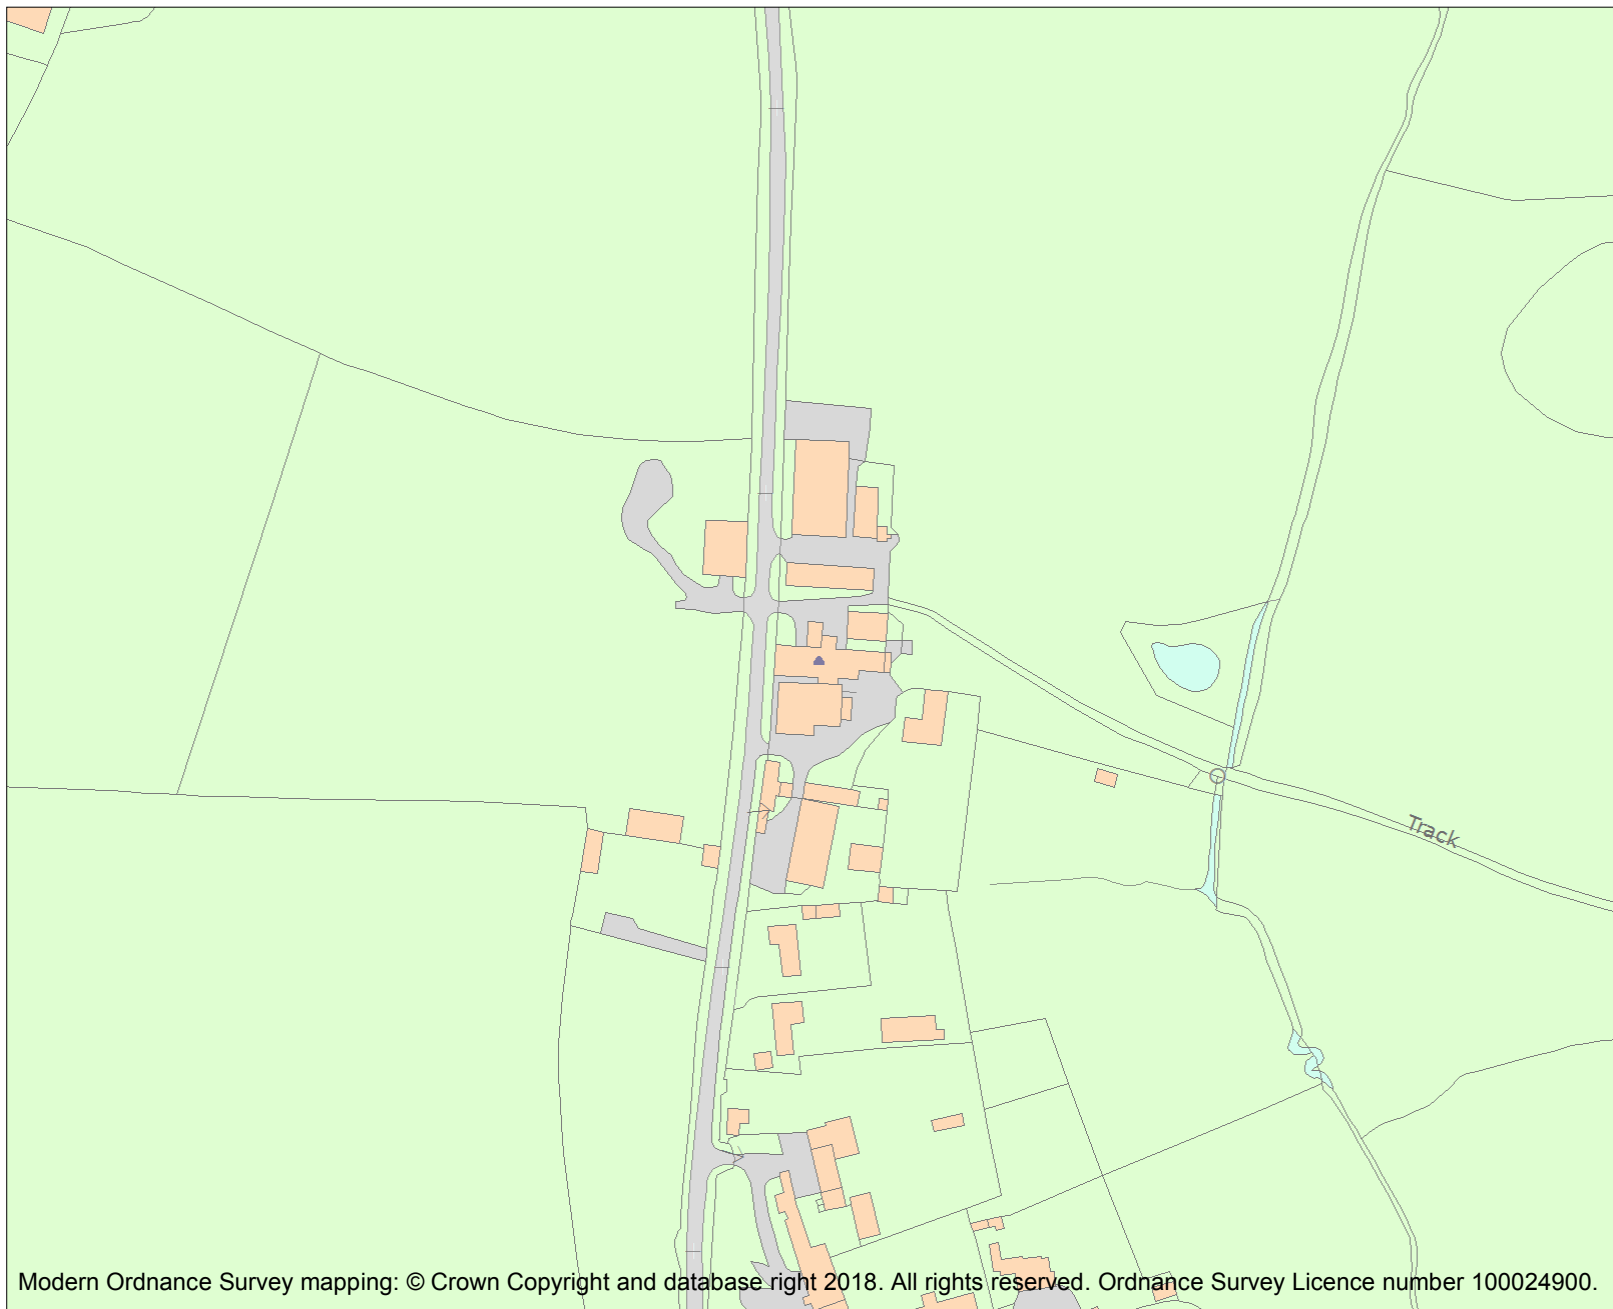 Track
Modern Ordnance Survey mapping: © Crown Copyright and database right 2018. All rights reserved. Ordnance Survey Licence number 100024900.